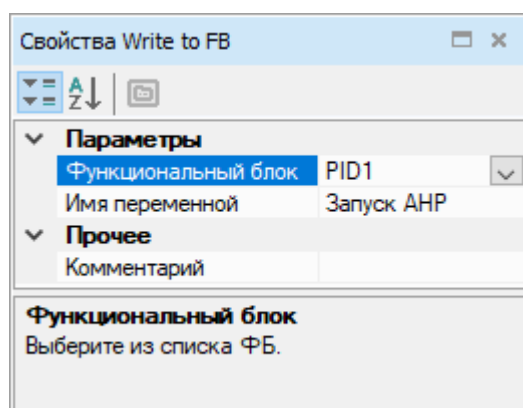 Свойства Write to FB
Параметры
Функциональный блок PID1
Имя переменной Запуск АНР
Прочее
Комментарий
Функциональный блок
Выберите из списка ФБ.